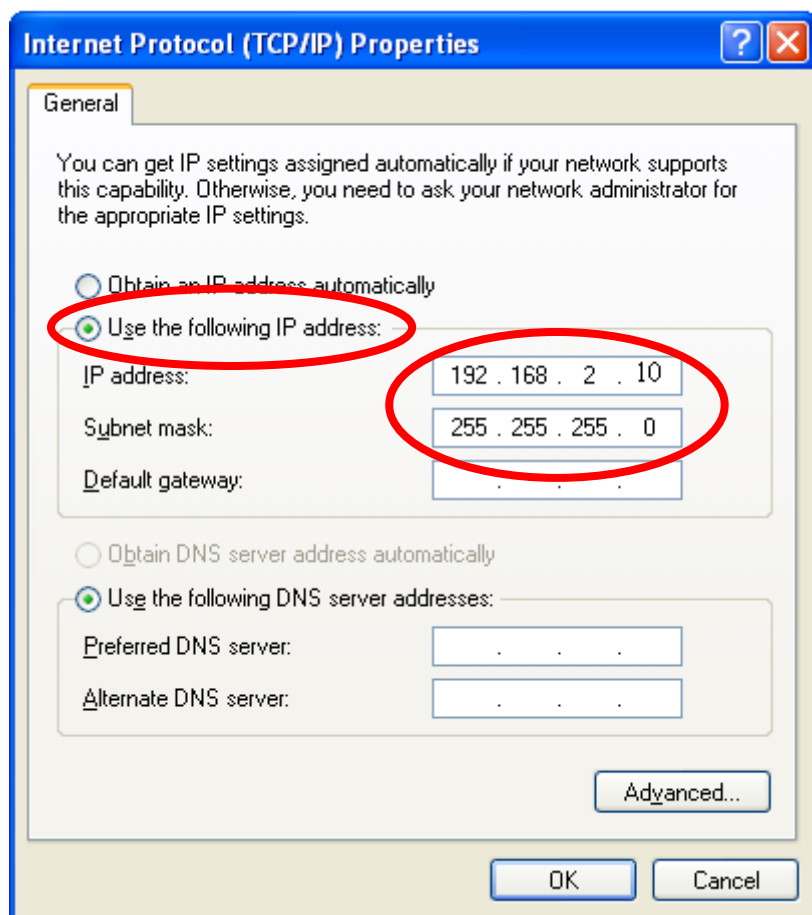 Internet Protocol (TCP/IP) Properties
General
You can get IP settings assigned automatically if your network supports
this capability. Otherwise, you need to ask your network administrator for
the appropriate IP settings.
Obtain an IP address automatically
Use the following IP address:
IP address: 192 . 168 . 2 . 10
Subnet mask: 255 . 255 . 255 . 0
Default gateway: . . .
Obtain DNS server address automatically
Use the following DNS server addresses:
Preferred DNS server: . . .
Alternate DNS server: . . .
Advanced...
OK Cancel